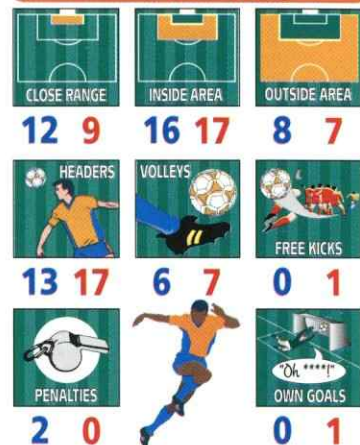 CLOSE RANGE INSIDE AREA OUTSIDE AREA
12 9 16 17 8 7
HEADERS VOLLEYS FREE KICKS
13 17 6 7 0 1
PENALTIES "Oh ****!" OWN GOALS
2 0 0 1